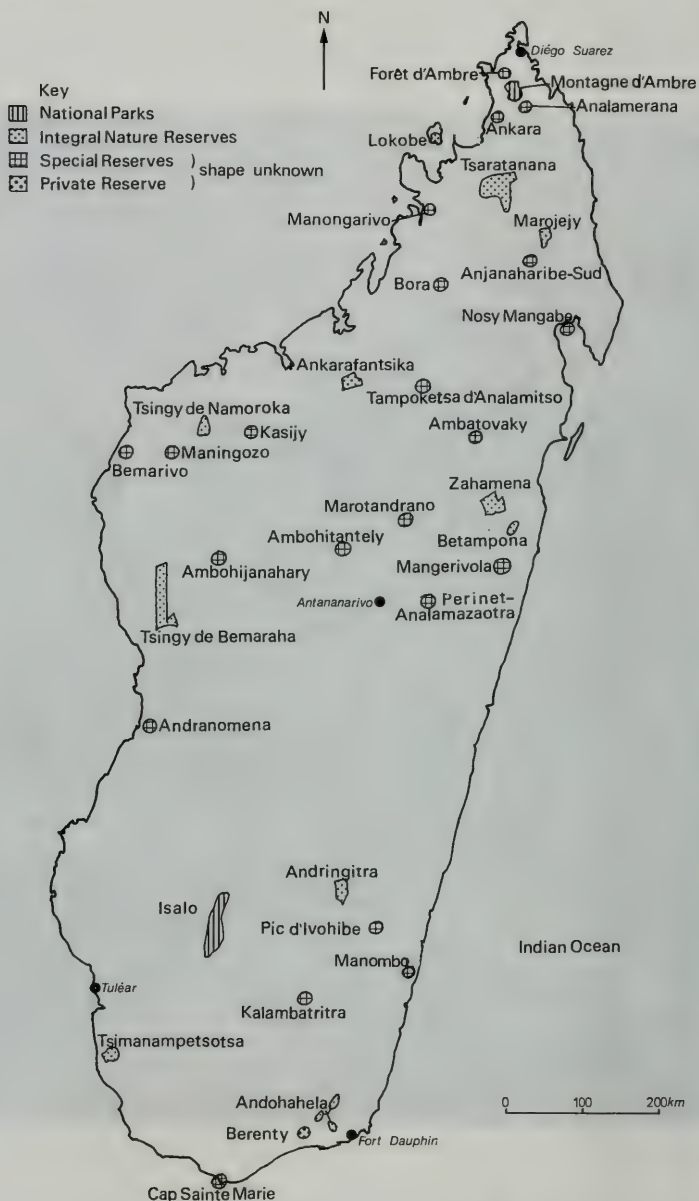 N
Diégo Suarez
Forêt d'Ambre
Montagne d'Ambre
Key
National Parks
Analamerana
Integral Nature Reserves
Ankara
Lokobe
Special Reserves )
shape unknown
Tsaratanana
Private Reserve )
Manongarivo
Marojejy
Anjanaharibe-Sud
Bora
Nosy Mangabe
Ankarafantsika
Tampoketsa d'Analamitso
Tsingy de Namoroka
Kasijy
Ambatovaky
Bemarivo
Maningozo
Zahamena
Marotandrano
Ambohitantely
Betampona
Ambohijanahary
Mangerivola
Antananarivo
Perinet-
Analamazaotra
Tsingy de Bemaraha
Andranomena
Andringitra
Isalo
Pic d'Ivohibe
Indian Ocean
Manombo
Tuléar
Kalambatritra
Tsimanampetsotsa
Andohahela
0 100 200km
Berenty
Fort Dauphin
Cap Sainte Marie